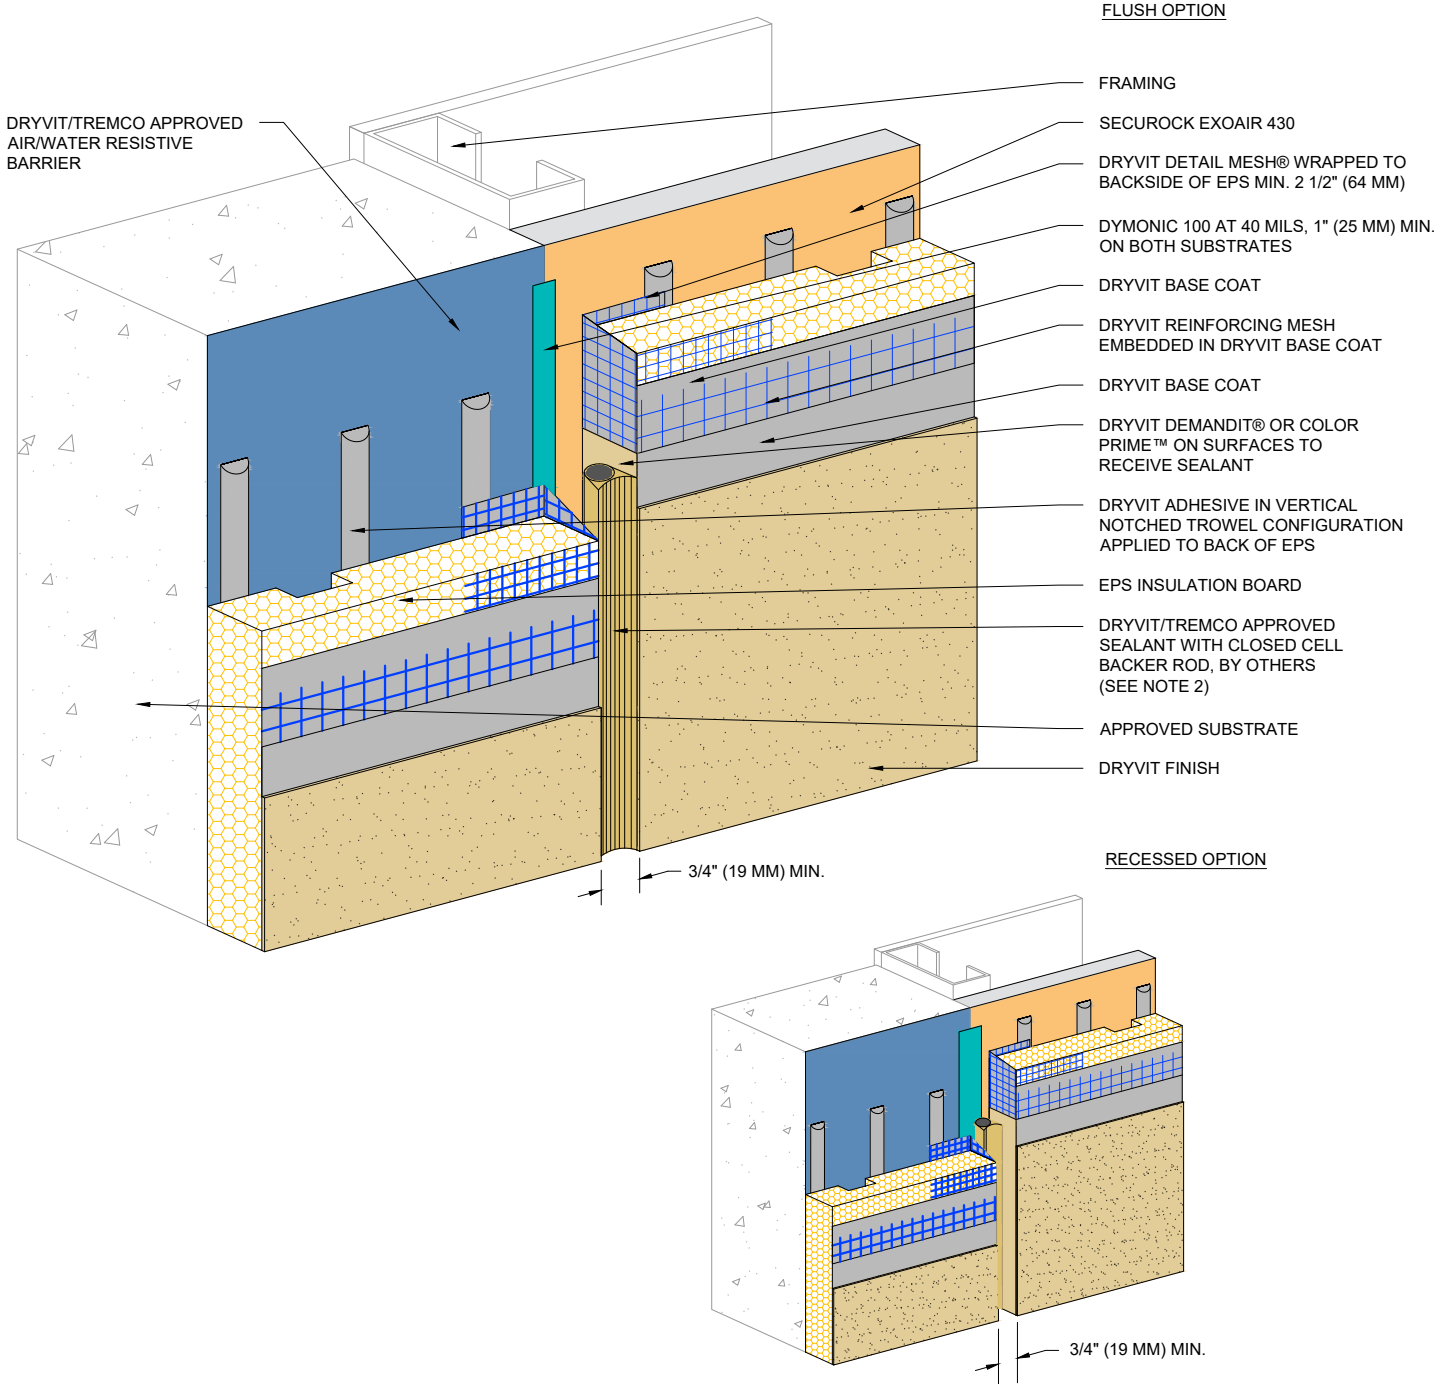 FLUSH OPTION
DRYVIT/TREMCO APPROVED
AIR/WATER RESISTIVE
BARRIER
FRAMING
SECUROCK EXOAIR 430
DRYVIT DETAIL MESH® WRAPPED TO
BACKSIDE OF EPS MIN. 2 1/2" (64 MM)
DYMONIC 100 AT 40 MILS, 1" (25 MM) MIN.
ON BOTH SUBSTRATES
DRYVIT BASE COAT
DRYVIT REINFORCING MESH
EMBEDDED IN DRYVIT BASE COAT
DRYVIT BASE COAT
DRYVIT DEMANDIT® OR COLOR
PRIME™ ON SURFACES TO
RECEIVE SEALANT
DRYVIT ADHESIVE IN VERTICAL
NOTCHED TROWEL CONFIGURATION
APPLIED TO BACK OF EPS
EPS INSULATION BOARD
DRYVIT/TREMCO APPROVED
SEALANT WITH CLOSED CELL
BACKER ROD, BY OTHERS
(SEE NOTE 2)
APPROVED SUBSTRATE
DRYVIT FINISH
3/4" (19 MM) MIN.
RECESSED OPTION
3/4" (19 MM) MIN.